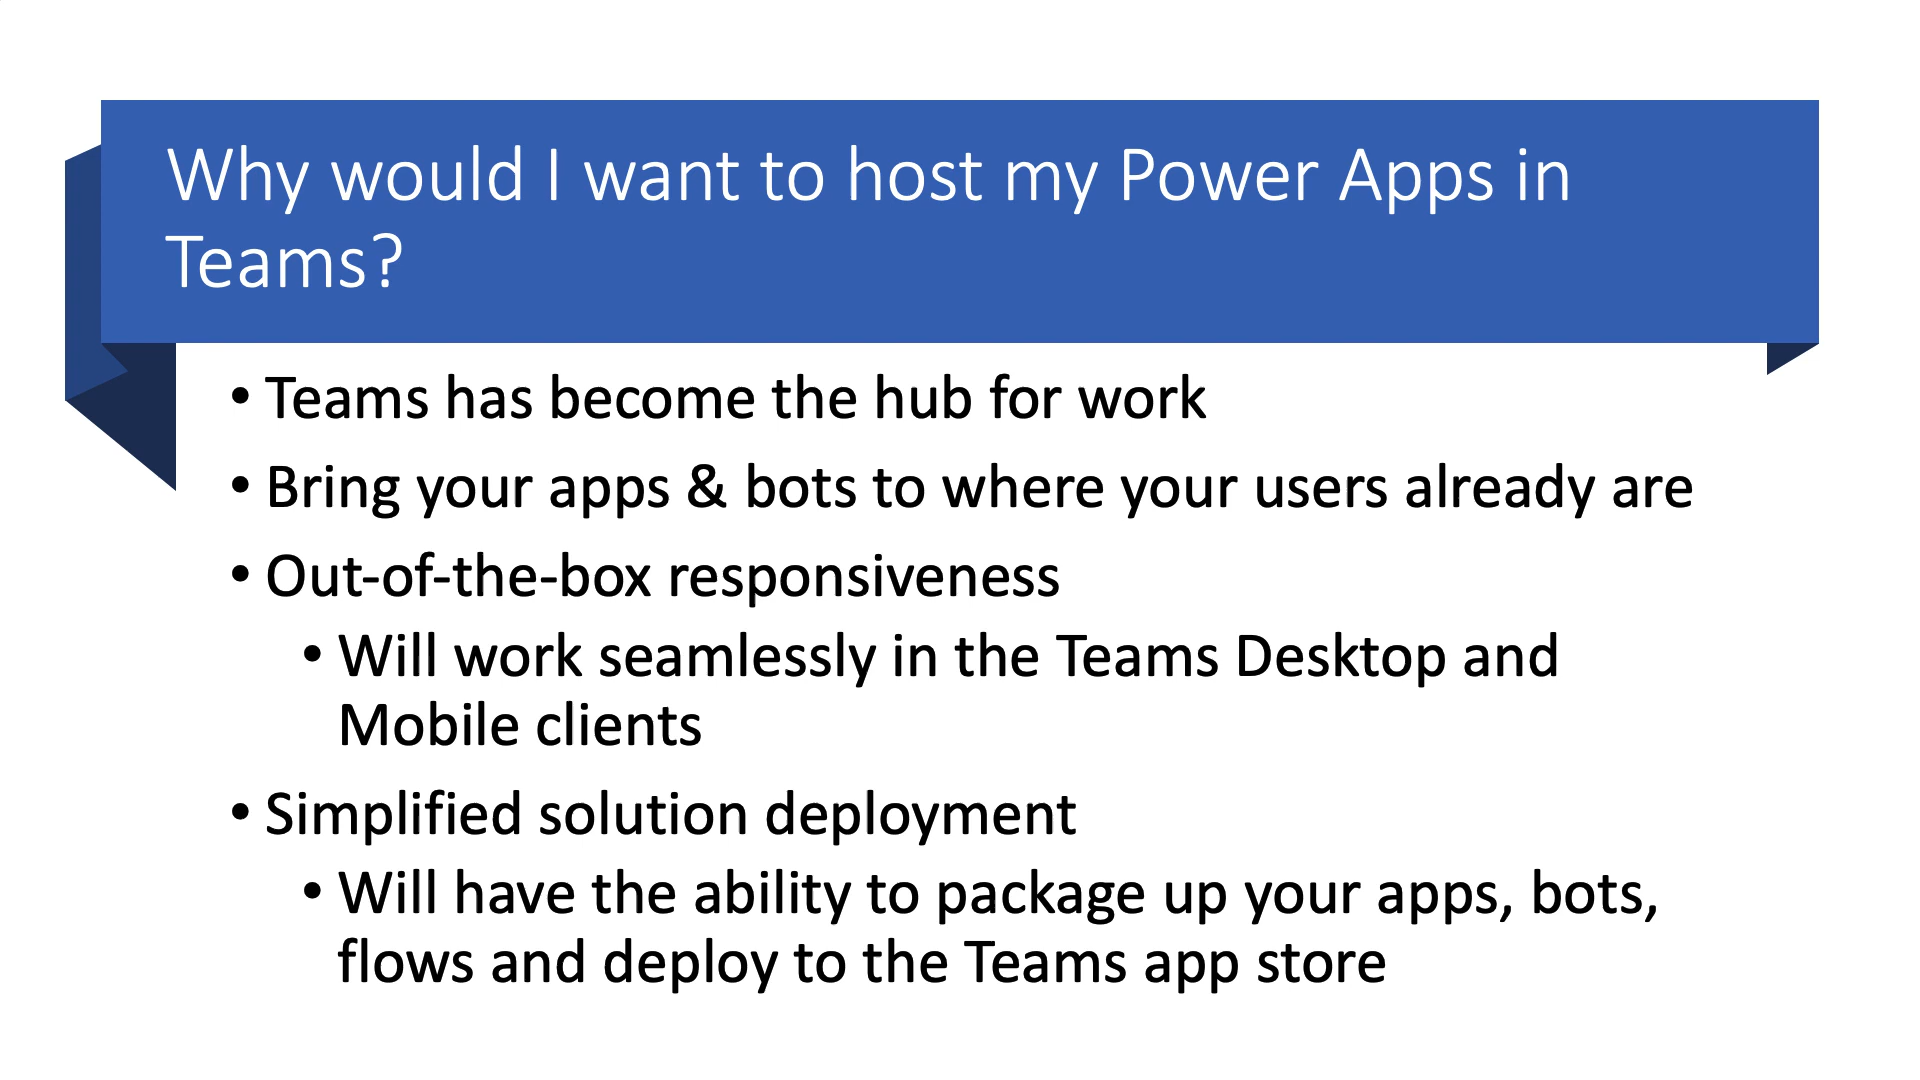 Why would I want to host my Power Apps in
Teams?
• Teams has become the hub for work
• Bring your apps & bots to where your users already are
• Out-of-the-box responsiveness
• Will work seamlessly in the Teams Desktop and
Mobile clients
• Simplified solution deployment
• Will have the ability to package up your apps, bots,
flows and deploy to the Teams app store